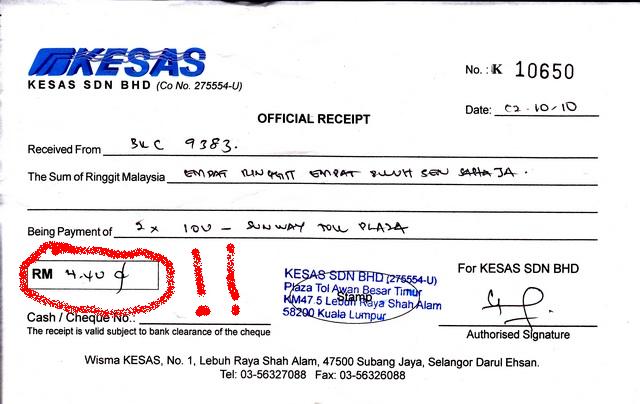 KESAS
KESAS SDN BHD (Co No. 275554-U)
No. : K 10650
Date: 02-10-10
OFFICIAL RECEIPT
Received From BKC 9383.
The Sum of Ringgit Malaysia EMPAT RINGGIT EMPAT PULUH SEN SAHAJA.
Being Payment of 2 x IOU - SUNWAY TOLL PLAZA
RM 4.40
!!
Cash / Cheque No.:
The receipt is valid subject to bank clearance of the cheque
KESAS SDN BHD (275554-U)
Plaza Tol Awan Besar Timur
Stamp
KM47.5 Lebuh Raya Shah Alam
58200 Kuala Lumpur
For KESAS SDN BHD
Authorised Signature
Wisma KESAS, No. 1, Lebuh Raya Shah Alam, 47500 Subang Jaya, Selangor Darul Ehsan.
Tel: 03-56327088 Fax: 03-56326088